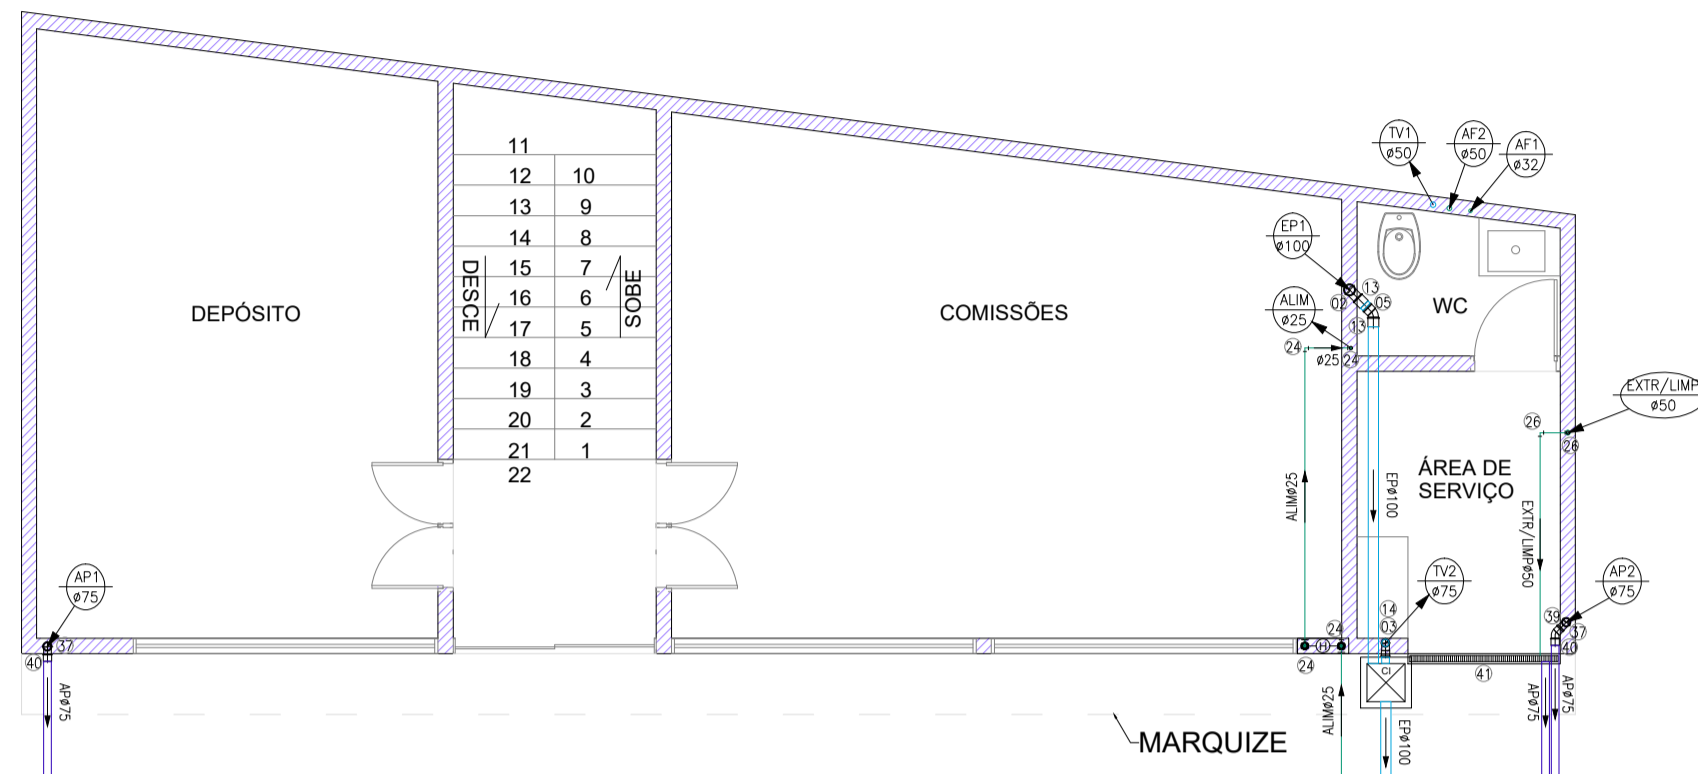 11
12 10
13 9
14 8
15 7
16 6
17 5
18 4
19 3
20 2
21 1
22
DESCE
SOBE
DEPÓSITO
COMISSÕES
WC
ÁREA DE
SERVIÇO
MARQUIZE
TV1
ø50
AF2
ø50
AF1
ø32
EP1
ø100
13
02
05
13
ALIM
ø25
24
ø25
24
EXTR/LIMP
ø50
26
26
ALIMø25
EPø100
EXTR/LIMPø50
AP1
ø75
37
40
APø75
TV2
ø75
14
03
AP2
ø75
39
37
40
24
H
24
CI
41
ALIMø25
EPø100
APø75
APø75